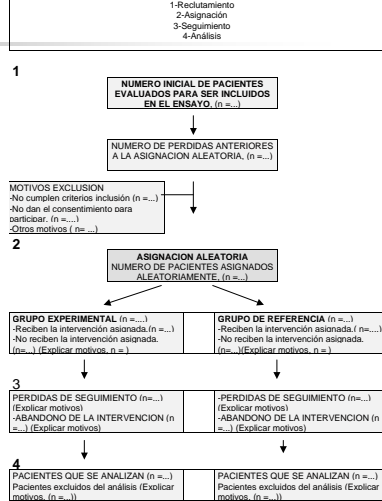 1-Reclutamiento
2-Asignación
3-Seguimiento
4-Análisis
1
NUMERO INICIAL DE PACIENTES
EVALUADOS PARA SER INCLUIDOS
EN EL ENSAYO, (n =...)
NUMERO DE PERDIDAS ANTERIORES
A LA ASIGNACION ALEATORIA, (n =...)
MOTIVOS EXCLUSION
-No cumplen criterios inclusión (n =...)
-No dan el consentimiento para
participar. (n =....)
-Otros motivos ( n= ...)
2
ASIGNACION ALEATORIA
NUMERO DE PACIENTES ASIGNADOS
ALEATORIAMENTE, (n =...)
GRUPO EXPERIMENTAL (n =....)
-Reciben la intervención asignada.(n =...)
-No reciben la intervención asignada.
(n=...) (Explicar motivos, n = )
GRUPO DE REFERENCIA (n =...)
-Reciben la intervención asignada.( n=....)
-No reciben la intervención asignada.
(n=...)(Explicar motivos, n = )
3
PERDIDAS DE SEGUIMIENTO (n=...)
(Explicar motivos)
-ABANDONO DE LA INTERVENCION (n
=...) (Explicar motivos)
-PERDIDAS DE SEGUIMIENTO (n=...)
(Explicar motivos)
-ABANDONO DE LA INTERVENCION (n
=...) (Explicar motivos)
4
PACIENTES QUE SE ANALIZAN (n =...)
Pacientes excluidos del análisis (Explicar
motivos, (n =...))
PACIENTES QUE SE ANALIZAN (n =...)
Pacientes excluidos del análisis (Explicar
motivos, (n =...))